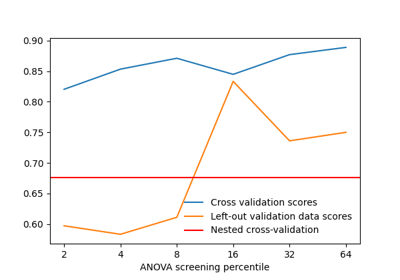 0.90
0.85
0.80
0.75
0.70
0.65
0.60
Cross validation scores
Left-out validation data scores
Nested cross-validation
2 4 8 16 32 64
ANOVA screening percentile